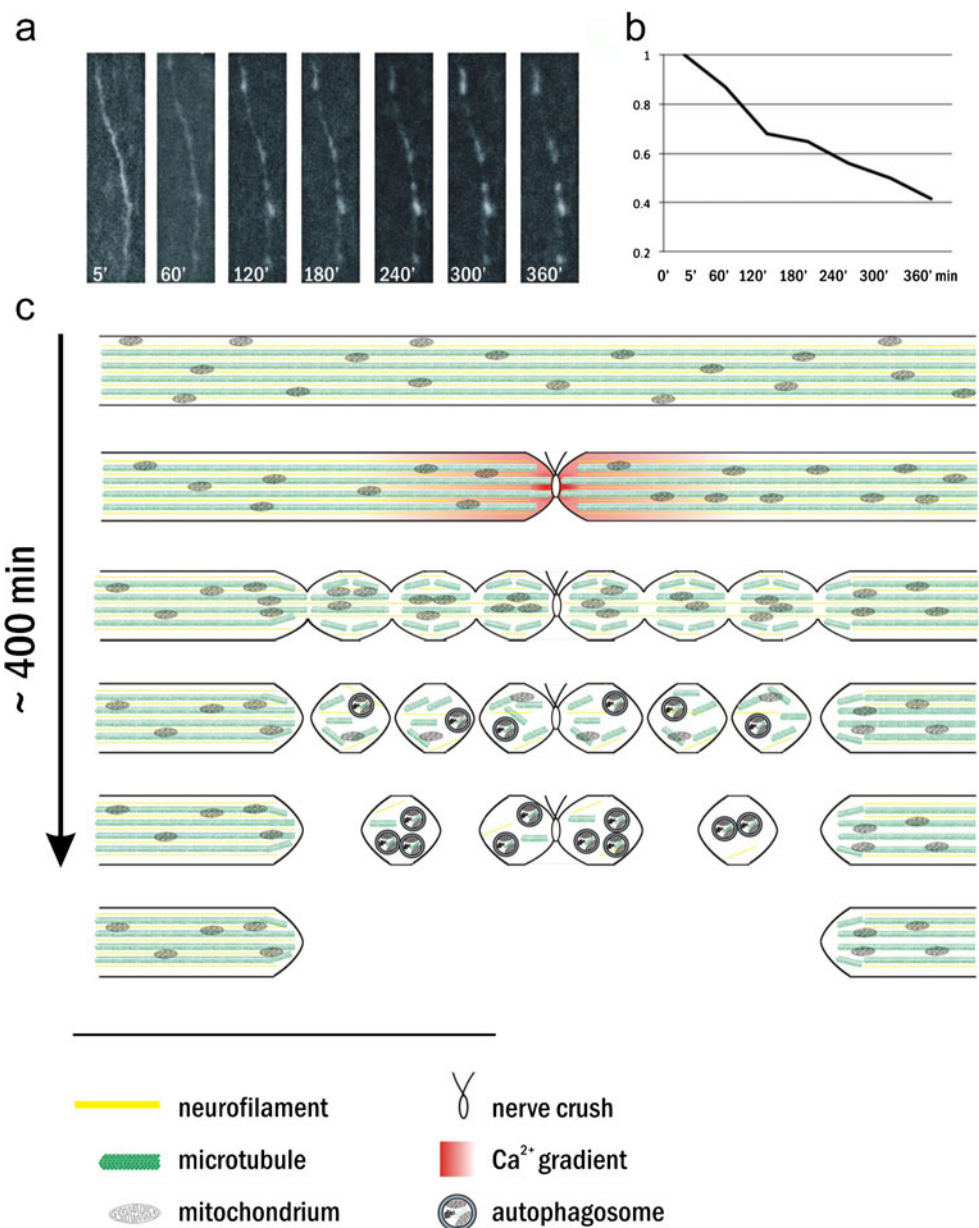 a
5'
60'
120'
180'
240'
300'
360'
b
1
0.8
0.6
0.4
0.2
0' 5' 60' 120' 180' 240' 300' 360' min
c
~ 400 min
neurofilament
nerve crush
microtubule
Ca²⁺ gradient
mitochondrium
autophagosome